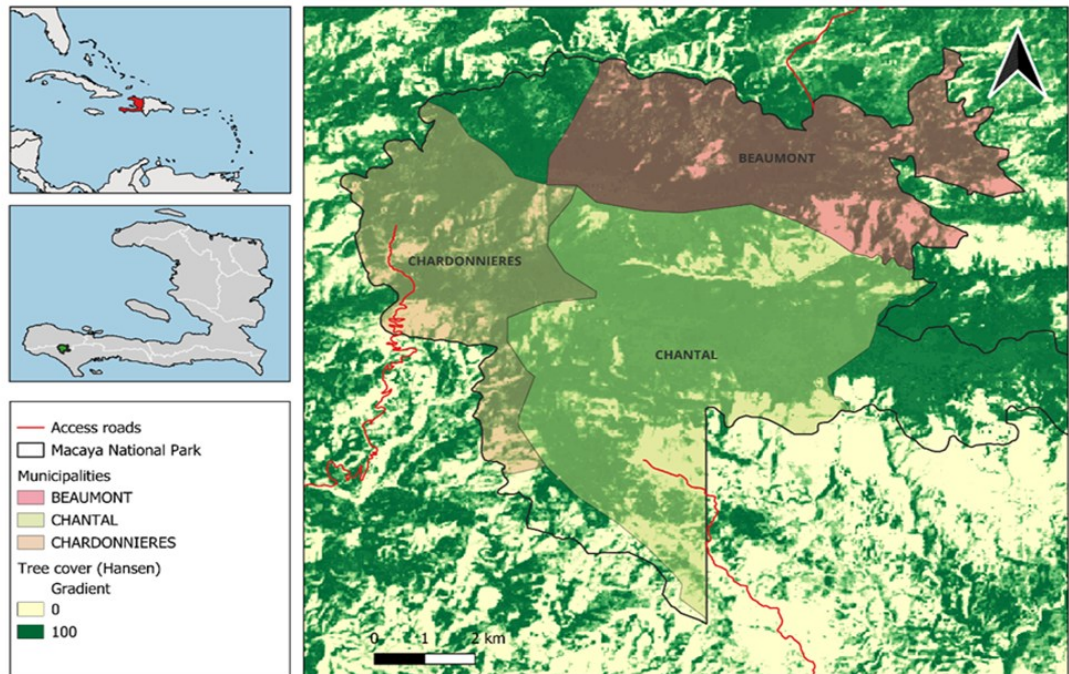 Access roads
Macaya National Park
Municipalities
BEAUMONT
CHANTAL
CHARDONNIERES
Tree cover (Hansen)
Gradient
0
100
BEAUMONT
CHARDONNIERES
CHANTAL
0 1 2 km